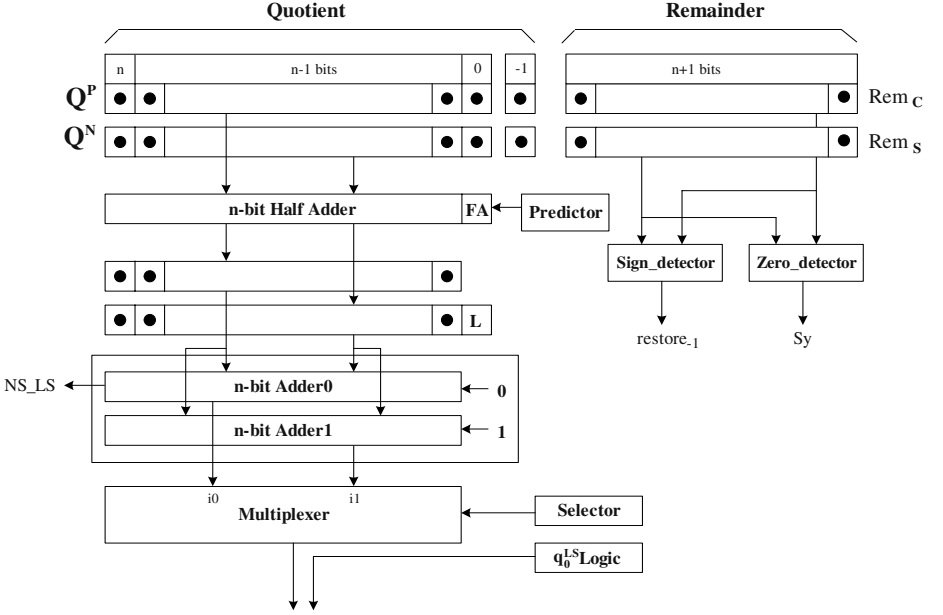 Quotient Remainder
n n-1 bits 0 -1 n+1 bits
Q^P Rem C
Q^N Rem S
n-bit Half Adder FA Predictor
Sign_detector Zero_detector
L
restore-1 Sy
NS_LS n-bit Adder0 0
n-bit Adder1 1
i0 i1
Multiplexer Selector
q0^LS Logic